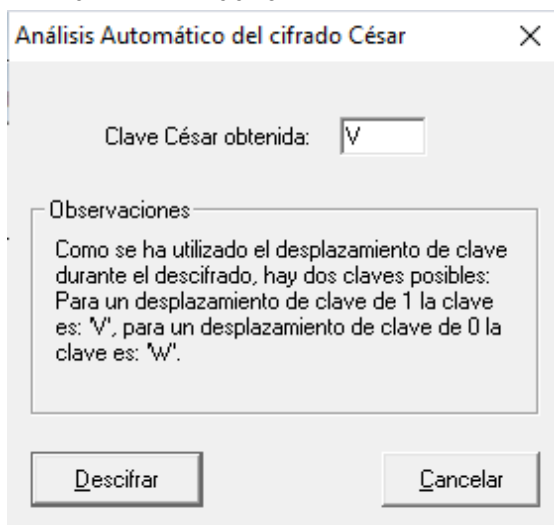 Análisis Automático del cifrado César
Clave César obtenida: V
Observaciones
Como se ha utilizado el desplazamiento de clave
durante el descifrado, hay dos claves posibles:
Para un desplazamiento de clave de 1 la clave
es: 'V', para un desplazamiento de clave de 0 la
clave es: 'W'.
Descifrar Cancelar